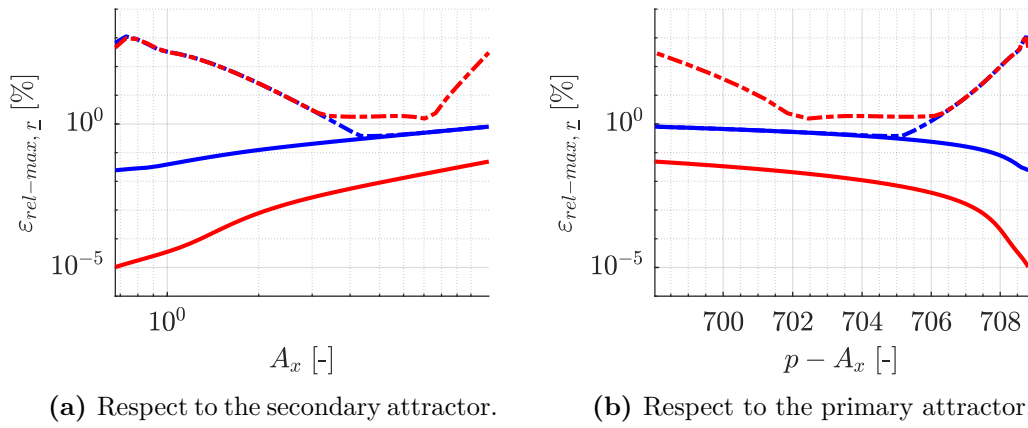 ε_{rel−max, r} [%]
10^0
10^{-5}
10^0
A_x [-]
(a) Respect to the secondary attractor.
ε_{rel−max, r} [%]
10^0
10^{-5}
700 702 704 706 708
p − A_x [-]
(b) Respect to the primary attractor.